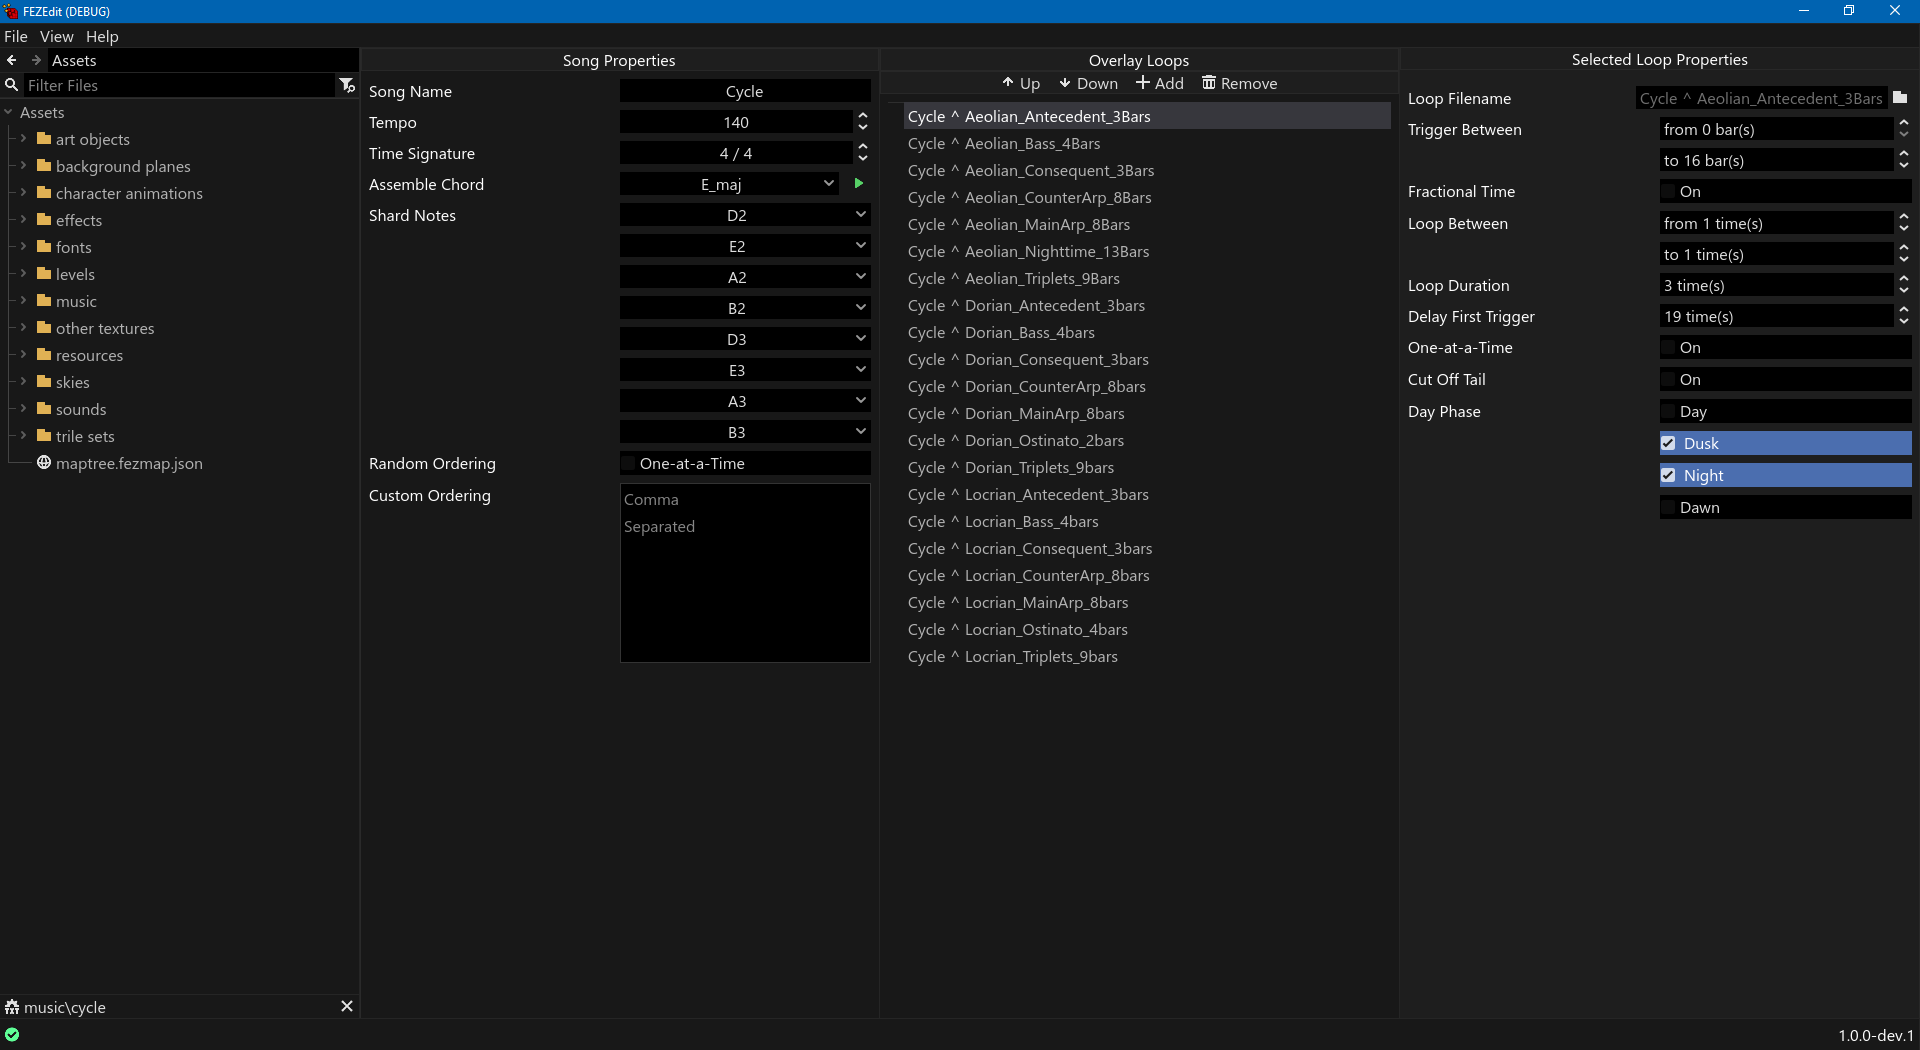 FEZEdit (DEBUG)
File View Help
Assets
Filter Files
Assets
art objects
background planes
character animations
effects
fonts
levels
music
other textures
resources
skies
sounds
trile sets
maptree.fezmap.json
music\cycle
Song Properties
Song Name Cycle
Tempo 140
Time Signature 4 / 4
Assemble Chord E_maj
Shard Notes D2
E2
A2
B2
D3
E3
A3
B3
Random Ordering One-at-a-Time
Custom Ordering Comma
Separated
Overlay Loops
Up Down Add Remove
Cycle ^ Aeolian_Antecedent_3Bars
Cycle ^ Aeolian_Bass_4Bars
Cycle ^ Aeolian_Consequent_3Bars
Cycle ^ Aeolian_CounterArp_8Bars
Cycle ^ Aeolian_MainArp_8Bars
Cycle ^ Aeolian_Nighttime_13Bars
Cycle ^ Aeolian_Triplets_9Bars
Cycle ^ Dorian_Antecedent_3bars
Cycle ^ Dorian_Bass_4bars
Cycle ^ Dorian_Consequent_3bars
Cycle ^ Dorian_CounterArp_8bars
Cycle ^ Dorian_MainArp_8bars
Cycle ^ Dorian_Ostinato_2bars
Cycle ^ Dorian_Triplets_9bars
Cycle ^ Locrian_Antecedent_3bars
Cycle ^ Locrian_Bass_4bars
Cycle ^ Locrian_Consequent_3bars
Cycle ^ Locrian_CounterArp_8bars
Cycle ^ Locrian_MainArp_8bars
Cycle ^ Locrian_Ostinato_4bars
Cycle ^ Locrian_Triplets_9bars
Selected Loop Properties
Loop Filename Cycle ^ Aeolian_Antecedent_3Bars
Trigger Between from 0 bar(s)
to 16 bar(s)
Fractional Time On
Loop Between from 1 time(s)
to 1 time(s)
Loop Duration 3 time(s)
Delay First Trigger 19 time(s)
One-at-a-Time On
Cut Off Tail On
Day Phase Day
Dusk
Night
Dawn
1.0.0-dev.1